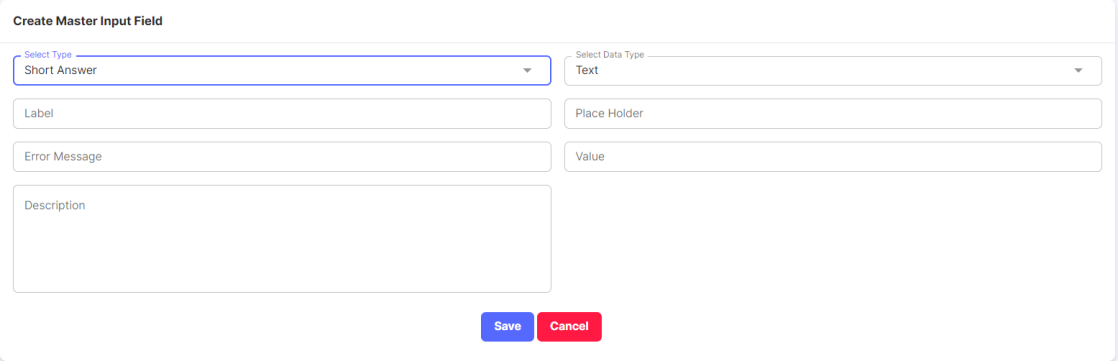 Create Master Input Field
Select Type
Short Answer
Select Data Type
Text
Label
Place Holder
Error Message
Value
Description
Save
Cancel